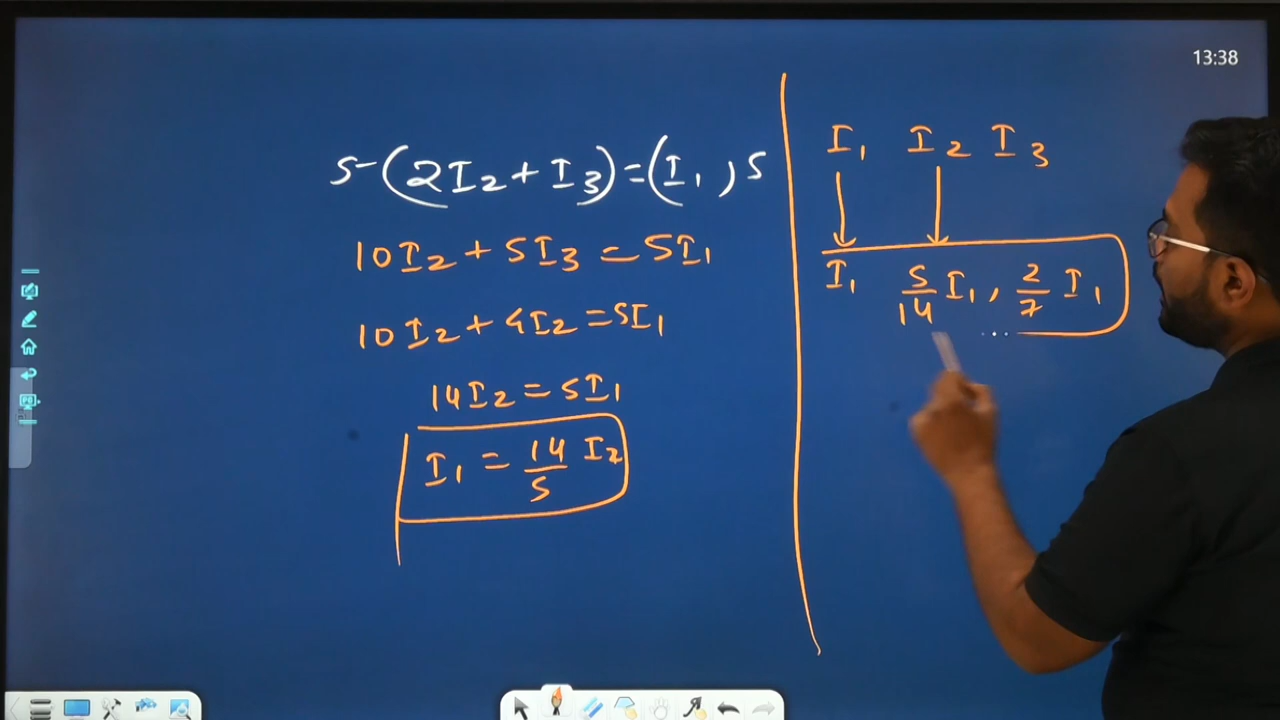 13:38
5(2I₂ + I₃) = (I₁)5
10I₂ + 5I₃ = 5I₁
10I₂ + 4I₂ = 5I₁
14I₂ = 5I₁
I₁ = 14/5 I₂
I₁ I₂ I₃
I₁ 5/14 I₁, 2/7 I₁